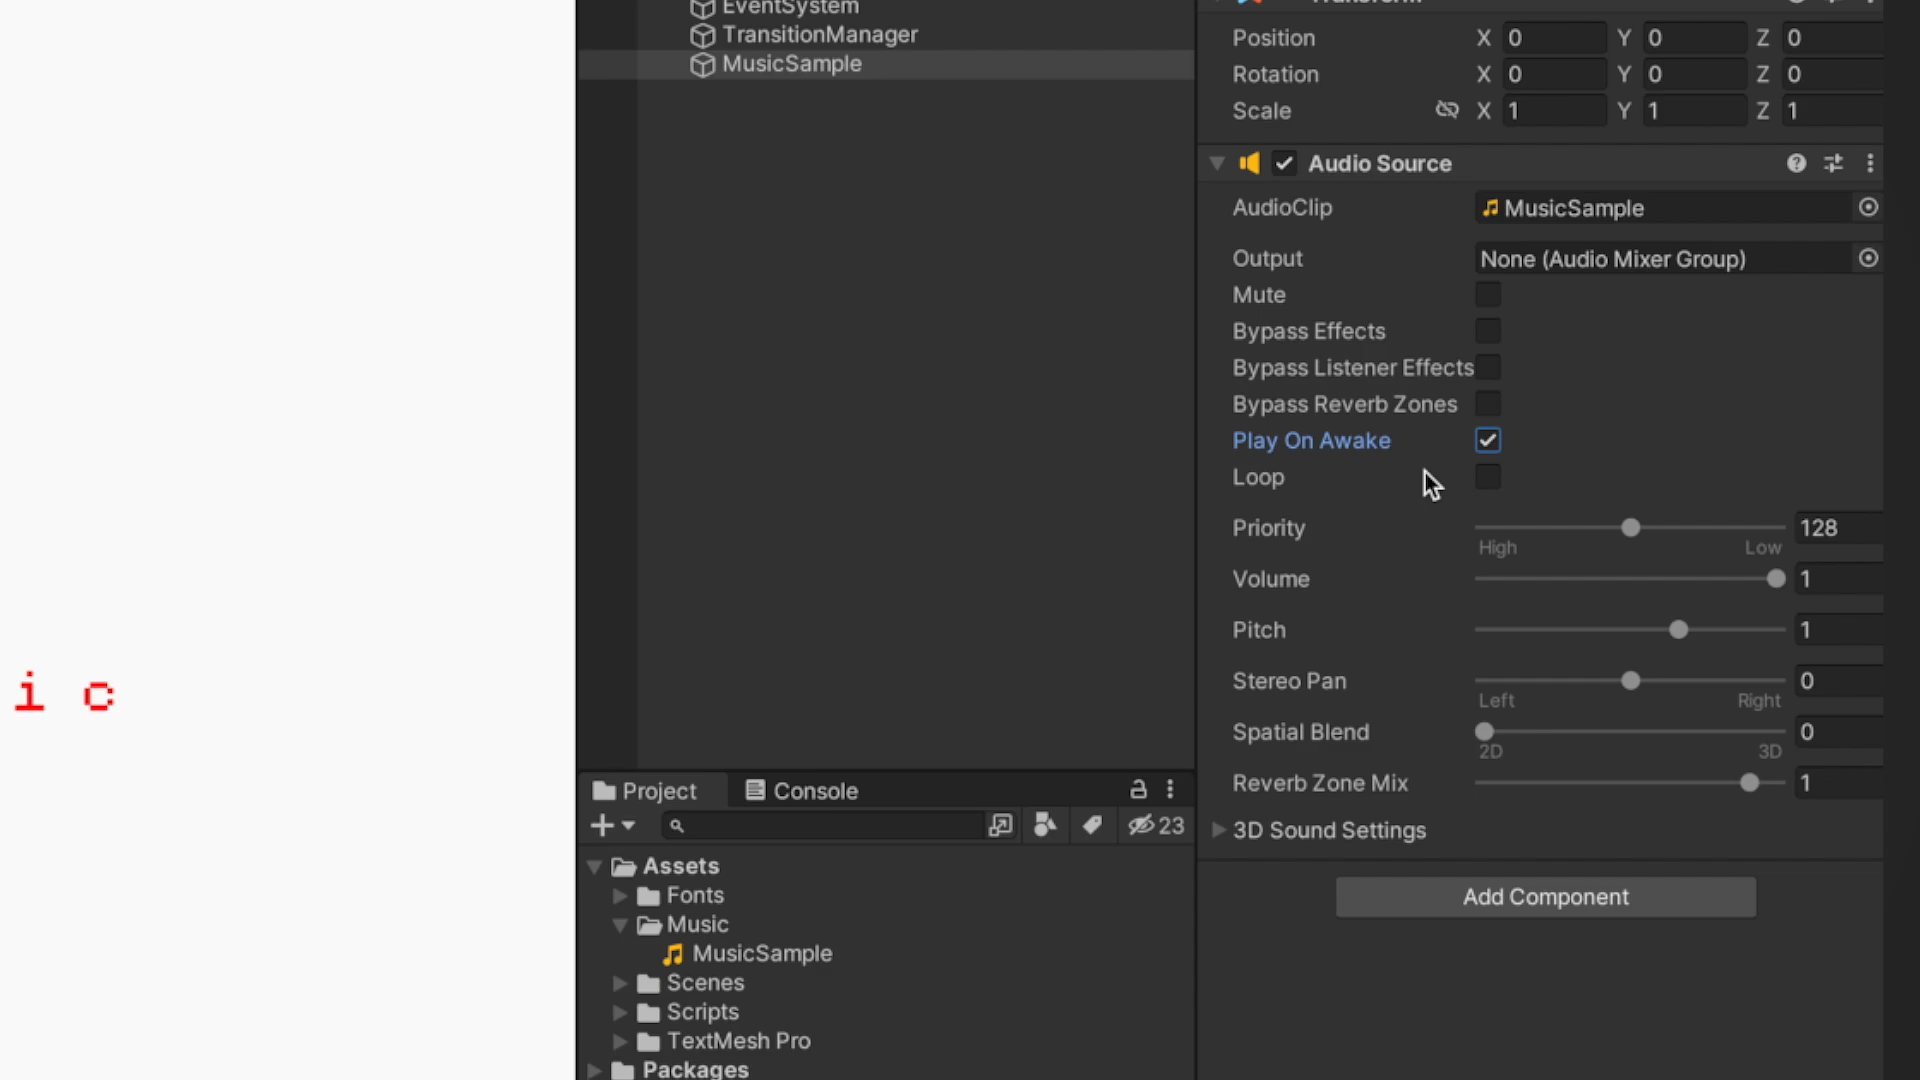 EventSystem
TransitionManager
MusicSample
Transform
Position X 0 Y 0 Z 0
Rotation X 0 Y 0 Z 0
Scale X 1 Y 1 Z 1
Audio Source
AudioClip MusicSample
Output None (Audio Mixer Group)
Mute
Bypass Effects
Bypass Listener Effects
Bypass Reverb Zones
Play On Awake
Loop
Priority 128
High Low
Volume 1
Pitch 1
Stereo Pan 0
Left Right
Spatial Blend 0
2D 3D
Reverb Zone Mix 1
3D Sound Settings
Add Component
i c
Project Console
23
Assets
Fonts
Music
MusicSample
Scenes
Scripts
TextMesh Pro
Packages